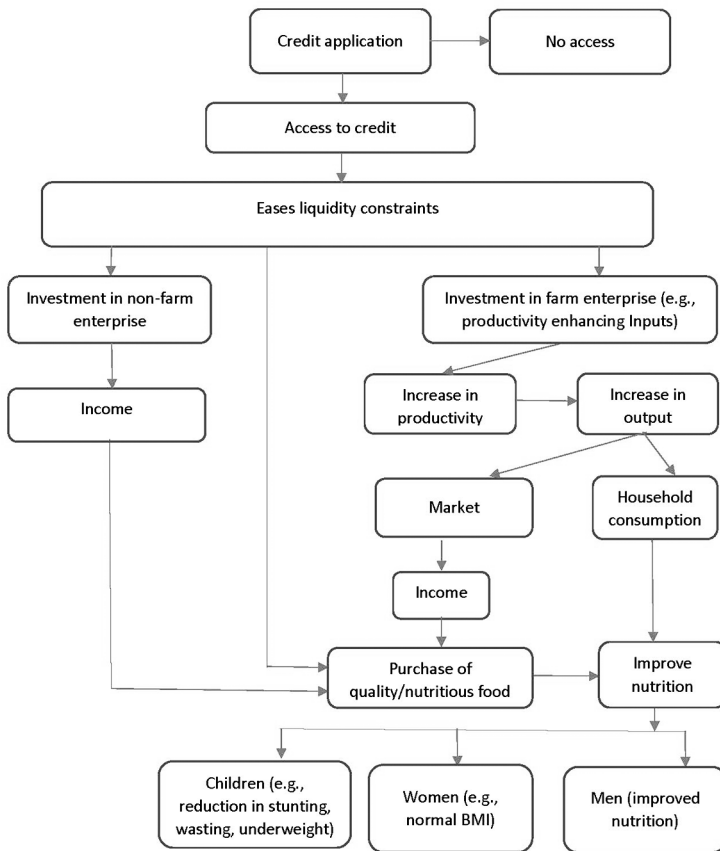 Credit application
No access
Access to credit
Eases liquidity constraints
Investment in non-farm
enterprise
Investment in farm enterprise (e.g.,
productivity enhancing Inputs)
Income
Increase in
productivity
Increase in
output
Market
Household
consumption
Income
Purchase of
quality/nutritious food
Improve
nutrition
Children (e.g.,
reduction in stunting,
wasting, underweight)
Women (e.g.,
normal BMI)
Men (improved
nutrition)